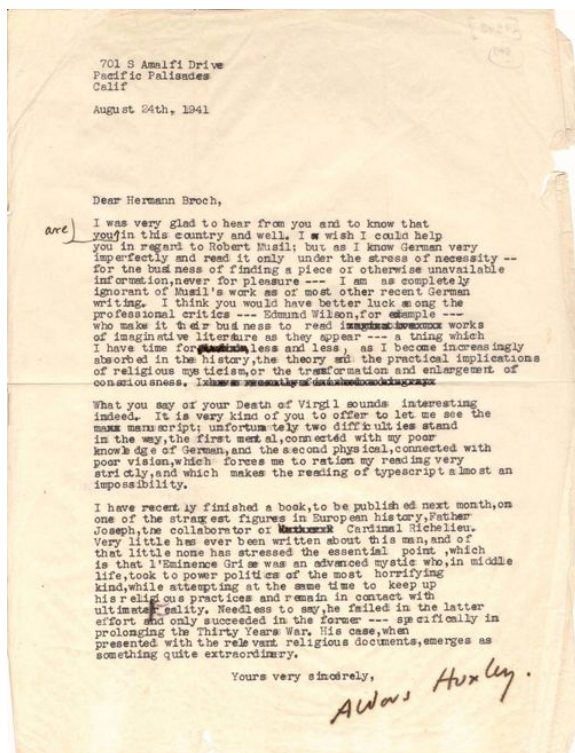 701 S Amalfi Drive
Pacific Palisades
Calif
August 24th, 1941
Dear Hermann Broch,
I was very glad to hear from you and to know that
are
you in this country and well. I wish I could help
you in regard to Robert Musil; but as I know German very
imperfectly and read it only under the stress of necessity --
for the business of finding a piece of otherwise unavailable
information,never for pleasure --- I am as completely
ignorant of Musil's work as of most other recent German
writing. I think you would have better luck among the
professional critics --- Edmund Wilson,for example ---
who make it their business to read works
of imaginative literature as they appear --- a thing which
I have time for less and less, as I become increasingly
absorbed in the history,the theory and the practical implications
of religious mysticism,or the transformation and enlargement of
consciousness.
What you say of your Death of Virgil sounds interesting
indeed. It is very kind of you to offer to let me see the
manuscript; unfortunately two difficulties stand
in the way,the first mental,connected with my poor
knowledge of German,and the second physical,connected with
poor vision,which forces me to ration my reading very
strictly,and which makes the reading of typescript almost an
impossibility.
I have recently finished a book,to be published next month,on
one of the strangest figures in European history,Father
Joseph,the collaborator of Cardinal Richelieu.
Very little has ever been written about this man,and of
that little none has stressed the essential point ,which
is that l'Eminence Grise was an advanced mystic who,in middle
life,took to power politics of the most horrifying
kind,while attempting at the same time to keep up
his religious practices and remain in contact with
ultimate reality. Needless to say,he failed in the latter
effort and only succeeded in the former --- specifically in
prolonging the Thirty Years War. His case,when
presented with the relevant religious documents,emerges as
something quite extraordinary.
Yours very sincerely,
Aldous Huxley.